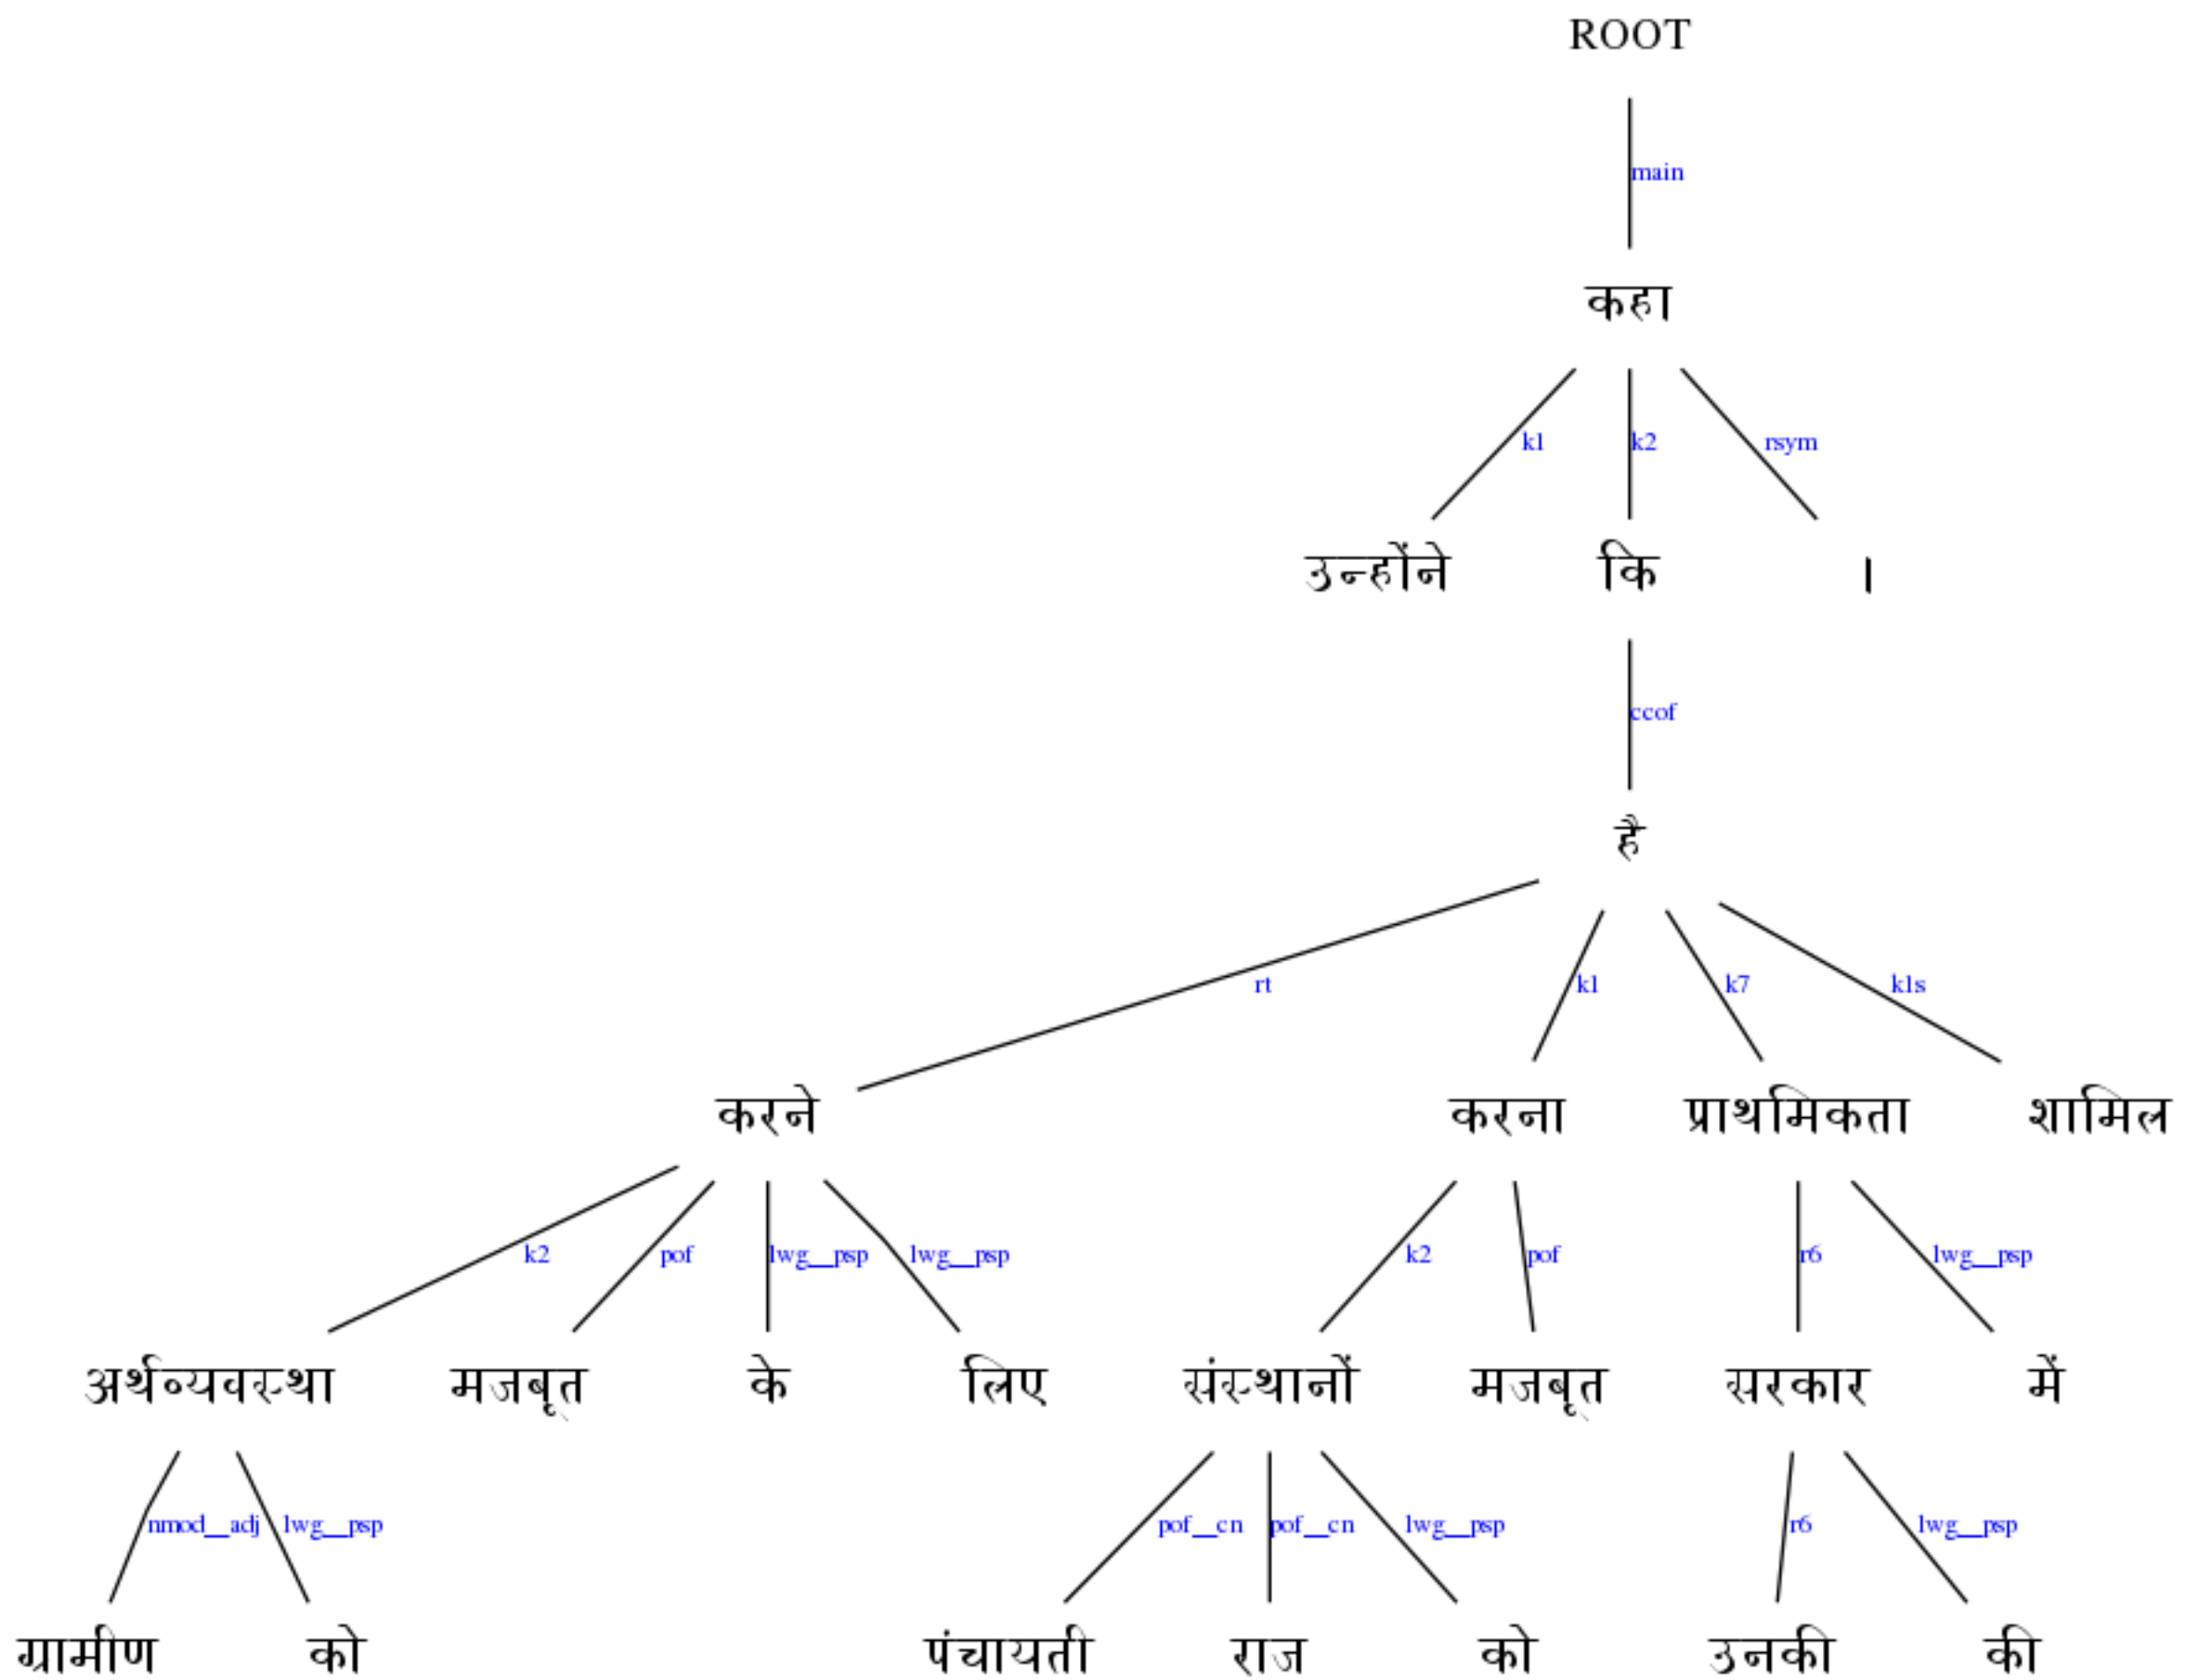 ROOT
main
कहा
k1 k2 rsym
उन्होंने कि ।
ccof
है
rt k1 k7 k1s
करने करना प्राथमिकता शामिल
k2 pof lwg__psp lwg__psp k2 pof r6 lwg__psp
अर्थव्यवस्था मजबूत के लिए संस्थानों मजबूत सरकार में
nmod__adj lwg__psp pof__cn pof__cn lwg__psp r6 lwg__psp
ग्रामीण को पंचायती राज को उनकी की